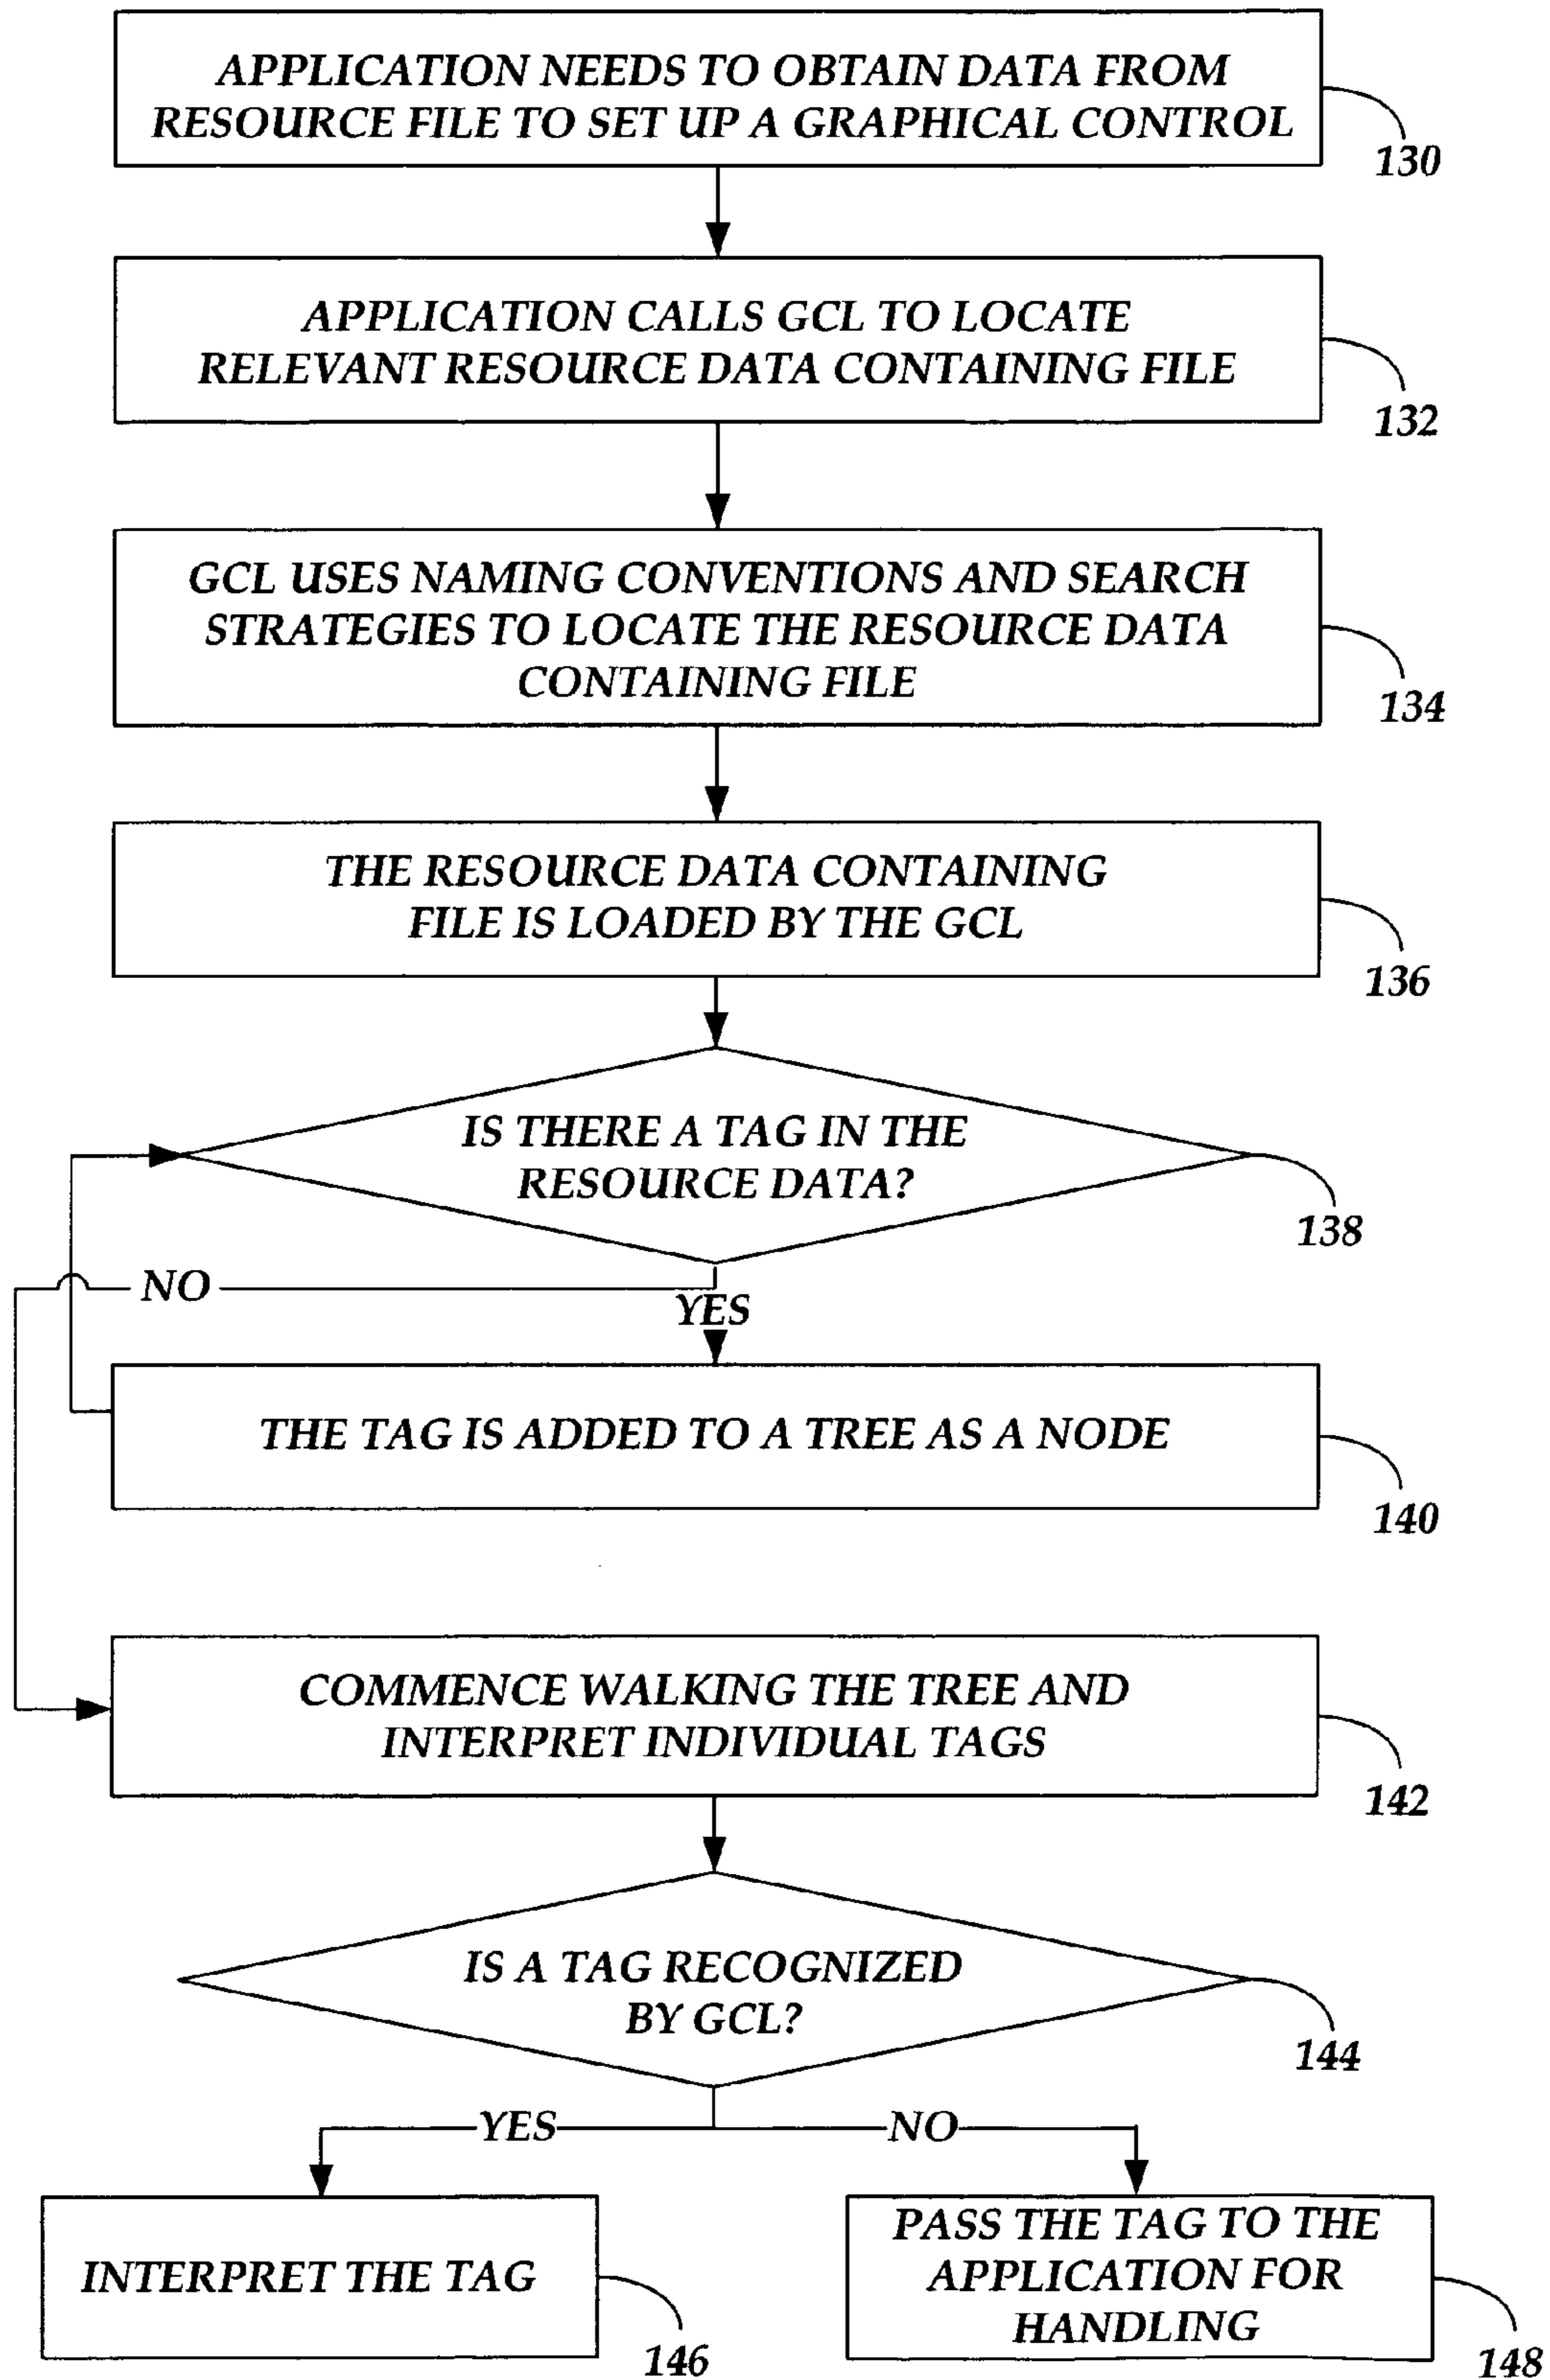 APPLICATION NEEDS TO OBTAIN DATA FROM
RESOURCE FILE TO SET UP A GRAPHICAL CONTROL
130
APPLICATION CALLS GCL TO LOCATE
RELEVANT RESOURCE DATA CONTAINING FILE
132
GCL USES NAMING CONVENTIONS AND SEARCH
STRATEGIES TO LOCATE THE RESOURCE DATA
CONTAINING FILE
134
THE RESOURCE DATA CONTAINING
FILE IS LOADED BY THE GCL
136
IS THERE A TAG IN THE
RESOURCE DATA?
138
NO
YES
THE TAG IS ADDED TO A TREE AS A NODE
140
COMMENCE WALKING THE TREE AND
INTERPRET INDIVIDUAL TAGS
142
IS A TAG RECOGNIZED
BY GCL?
144
YES
NO
INTERPRET THE TAG
146
PASS THE TAG TO THE
APPLICATION FOR
HANDLING
148